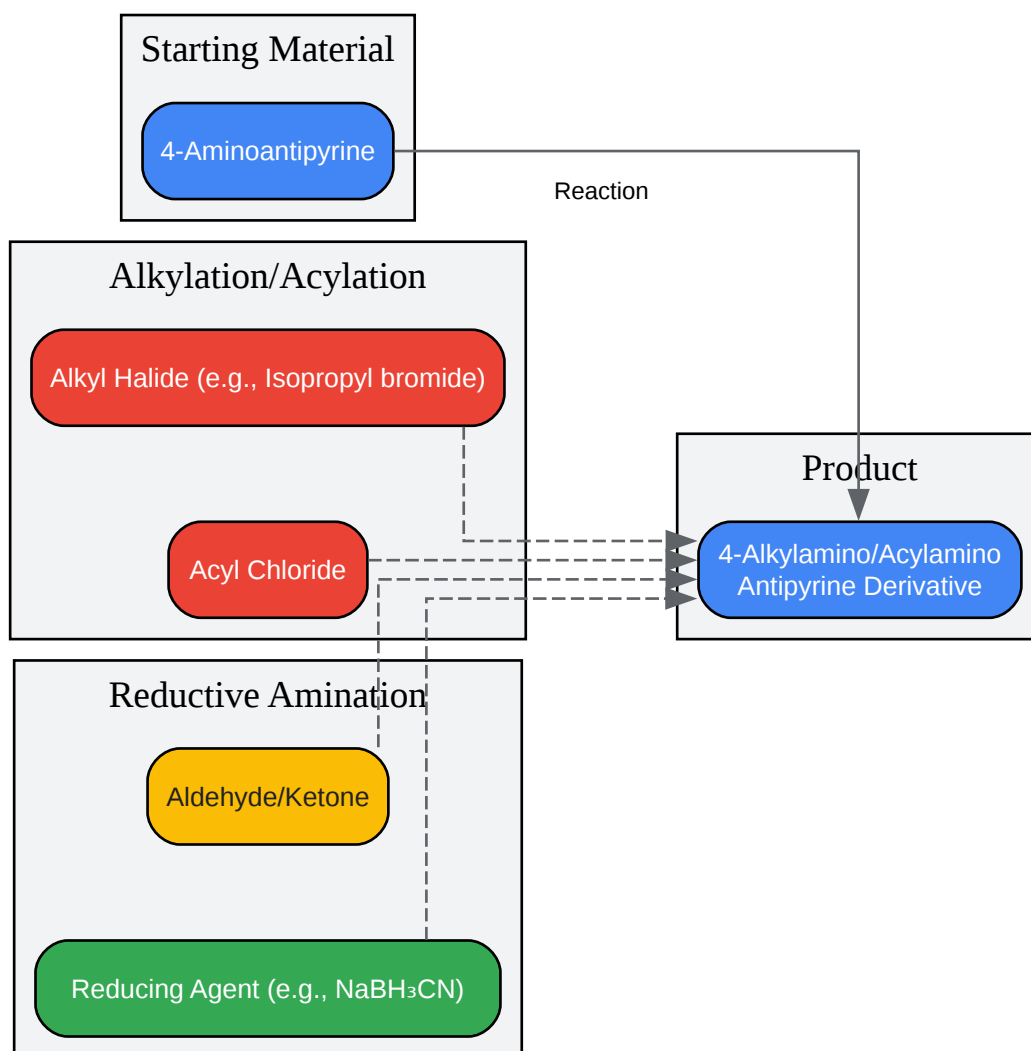 Starting Material
4-Aminoantipyrine
Reaction
Alkylation/Acylation
Alkyl Halide (e.g., Isopropyl bromide)
Acyl Chloride
Product
4-Alkylamino/Acylamino
Antipyrine Derivative
Reductive Amination
Aldehyde/Ketone
Reducing Agent (e.g., NaBH₃CN)